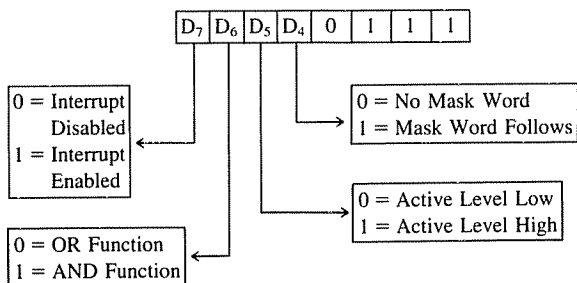 D₇ D₆ D₅ D₄ 0 1 1 1
0 = Interrupt
Disabled
1 = Interrupt
Enabled
0 = No Mask Word
1 = Mask Word Follows
0 = Active Level Low
1 = Active Level High
0 = OR Function
1 = AND Function